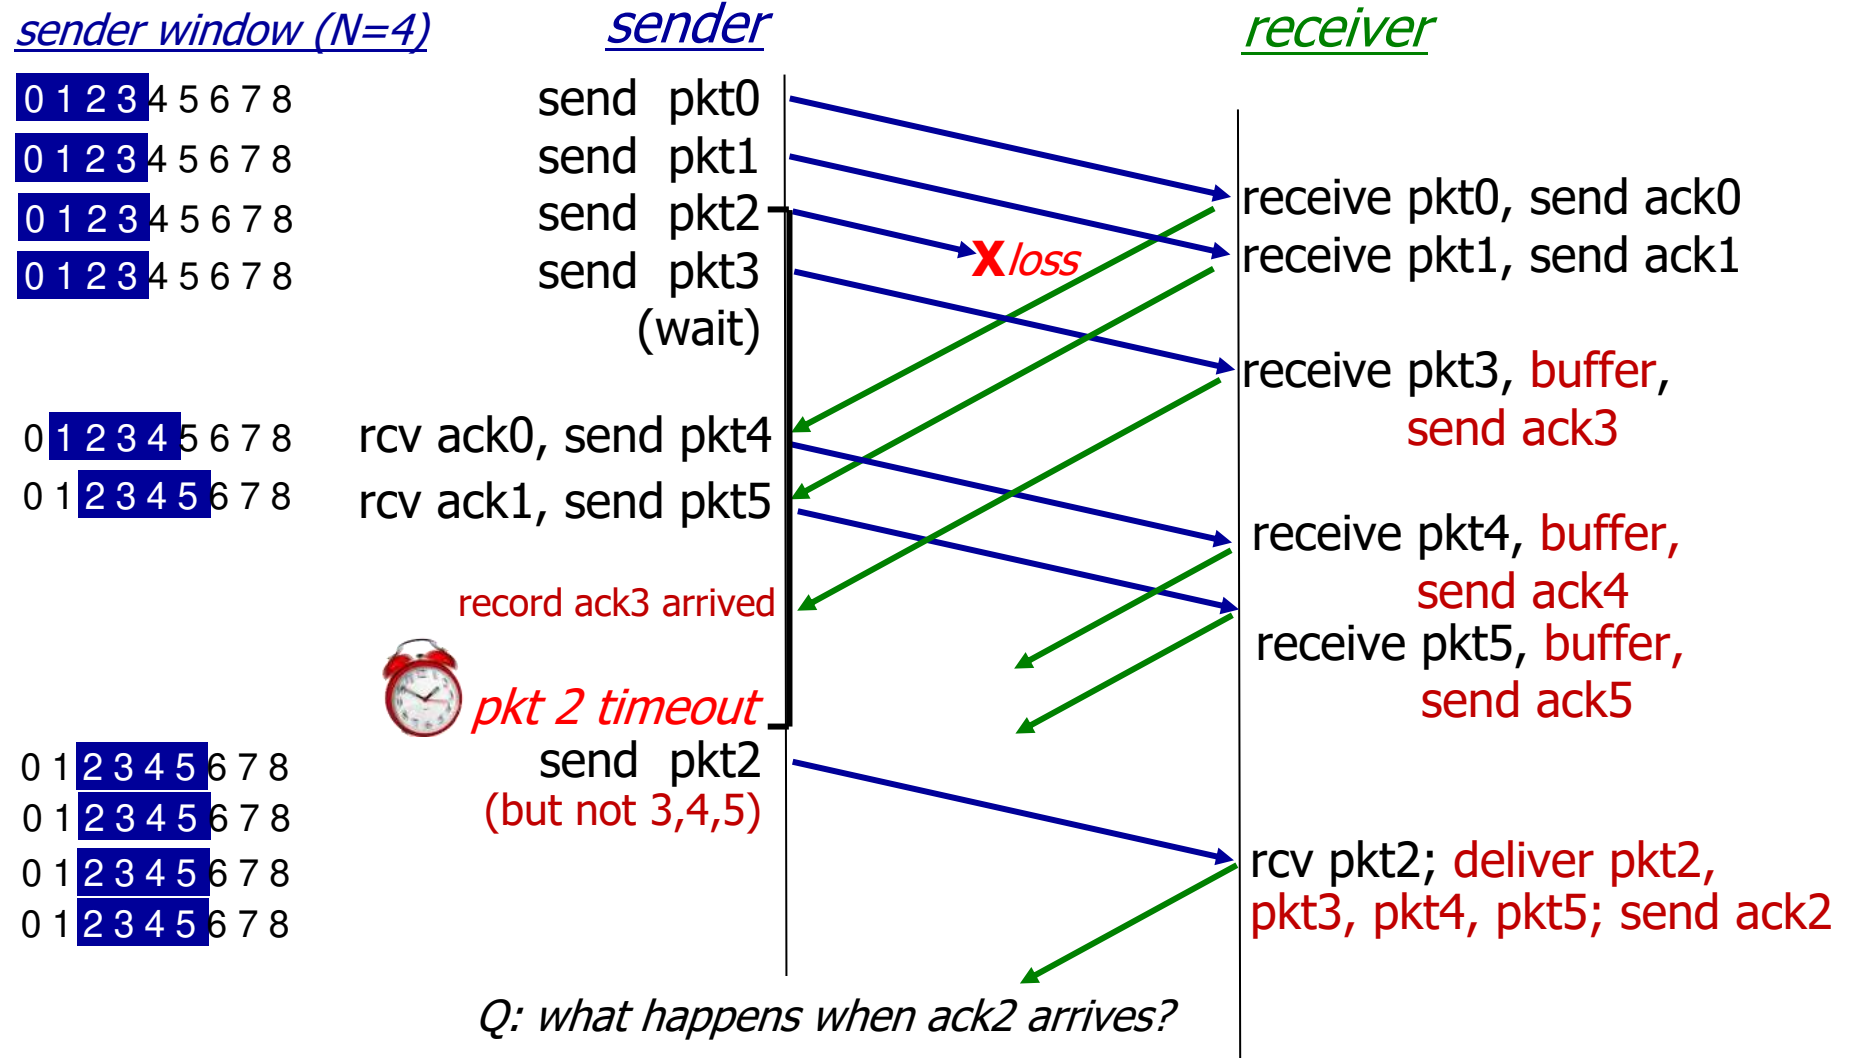 sender window (N=4)
sender
receiver
0 1 2 3 4 5 6 7 8
send pkt0
0 1 2 3 4 5 6 7 8
send pkt1
0 1 2 3 4 5 6 7 8
send pkt2
0 1 2 3 4 5 6 7 8
send pkt3
(wait)
X loss
receive pkt0, send ack0
receive pkt1, send ack1
receive pkt3, buffer,
send ack3
0 1 2 3 4 5 6 7 8
rcv ack0, send pkt4
0 1 2 3 4 5 6 7 8
rcv ack1, send pkt5
receive pkt4, buffer,
send ack4
record ack3 arrived
receive pkt5, buffer,
send ack5
pkt 2 timeout
0 1 2 3 4 5 6 7 8
send pkt2
0 1 2 3 4 5 6 7 8
(but not 3,4,5)
0 1 2 3 4 5 6 7 8
0 1 2 3 4 5 6 7 8
rcv pkt2; deliver pkt2,
pkt3, pkt4, pkt5; send ack2
Q: what happens when ack2 arrives?